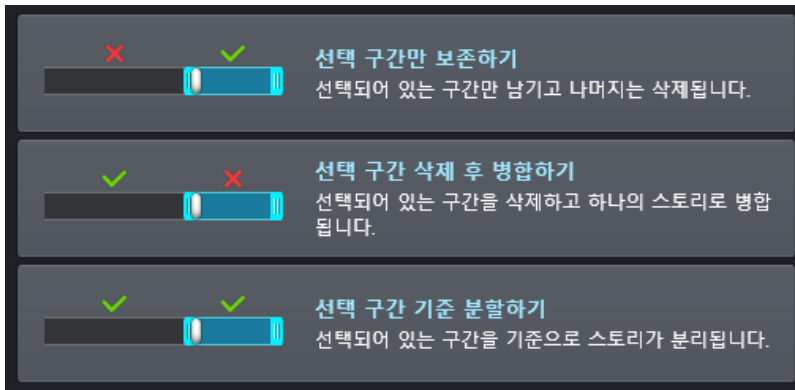 선택 구간만 보존하기
선택되어 있는 구간만 남기고 나머지는 삭제됩니다.
선택 구간 삭제 후 병합하기
선택되어 있는 구간을 삭제하고 하나의 스토리로 병합
됩니다.
선택 구간 기준 분할하기
선택되어 있는 구간을 기준으로 스토리가 분리됩니다.